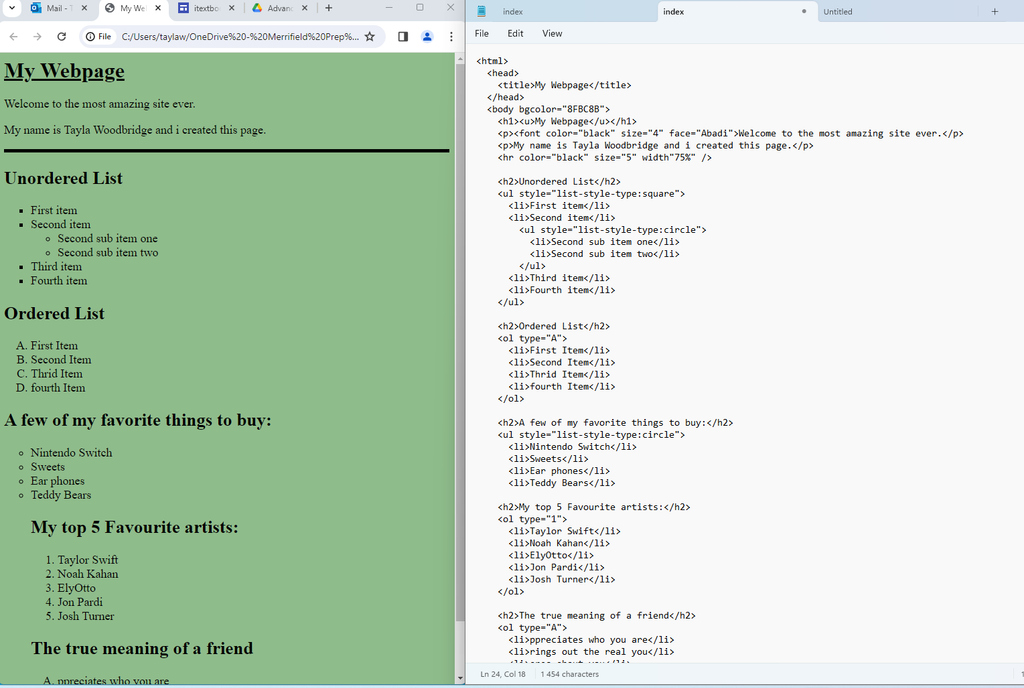 Mail -
My We
itextbo
Advanc
File
C:/Users/taylaw/OneDrive%20-%20Merrifield%20Prep%...
My Webpage
Welcome to the most amazing site ever.
My name is Tayla Woodbridge and i created this page.
Unordered List
First item
Second item
Second sub item one
Second sub item two
Third item
Fourth item
Ordered List
A. First Item
B. Second Item
C. Thrid Item
D. fourth Item
A few of my favorite things to buy:
Nintendo Switch
Sweets
Ear phones
Teddy Bears
My top 5 Favourite artists:
1. Taylor Swift
2. Noah Kahan
3. ElyOtto
4. Jon Pardi
5. Josh Turner
The true meaning of a friend
A. ppreciates who you are
index
index
Untitled
File Edit View
<html>
<head>
<title>My Webpage</title>
</head>
<body bgcolor="8FBC8B">
<h1><u>My Webpage</u></h1>
<p><font color="black" size="4" face="Abadi">Welcome to the most amazing site ever.</p>
<p>My name is Tayla Woodbridge and i created this page.</p>
<hr color="black" size="5" width"75%" />
<h2>Unordered List</h2>
<ul style="list-style-type:square">
<li>First item</li>
<li>Second item</li>
<ul style="list-style-type:circle">
<li>Second sub item one</li>
<li>Second sub item two</li>
</ul>
<li>Third item</li>
<li>Fourth item</li>
</ul>
<h2>Ordered List</h2>
<ol type="A">
<li>First Item</li>
<li>Second Item</li>
<li>Thrid Item</li>
<li>fourth Item</li>
</ol>
<h2>A few of my favorite things to buy:</h2>
<ul style="list-style-type:circle">
<li>Nintendo Switch</li>
<li>Sweets</li>
<li>Ear phones</li>
<li>Teddy Bears</li>
<h2>My top 5 Favourite artists:</h2>
<ol type="1">
<li>Taylor Swift</li>
<li>Noah Kahan</li>
<li>ElyOtto</li>
<li>Jon Pardi</li>
<li>Josh Turner</li>
</ol>
<h2>The true meaning of a friend</h2>
<ol type="A">
<li>ppreciates who you are</li>
<li>rings out the real you</li>
Ln 24, Col 18
1 454 characters